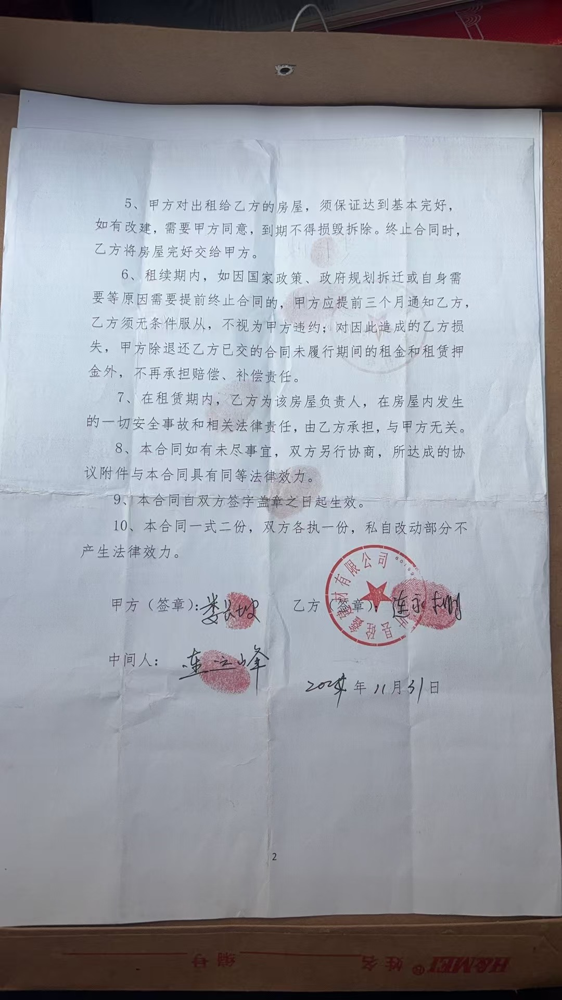 5、甲方对出租给乙方的房屋，须保证达到基本完好，
如有改建，需要甲方同意，到期不得损毁拆除。终止合同时，
乙方将房屋完好交给甲方。
6、租续期内，如因国家政策、政府规划拆迁或自身需
要等原因需要提前终止合同的，甲方应提前三个月通知乙方，
乙方须无条件服从，不视为甲方违约；对因此造成的乙方损
失，甲方除退还乙方已交的合同未履行期间的租金和租赁押
金外，不再承担赔偿、补偿责任。
7、在租赁期内，乙方为该房屋负责人，在房屋内发生
的一切安全事故和相关法律责任，由乙方承担，与甲方无关。
8、本合同如有未尽事宜，双方另行协商，所达成的协
议附件与本合同具有同等法律效力。
9、本合同自双方签字盖章之日起生效。
10、本合同一式二份，双方各执一份，私自改动部分不
产生法律效力。
甲方（签章）：娄长坡 乙方（签章）：连永
县砼鑫建材有限公司
中间人： 峰
年 11 月 31 日
2
编号 姓名 H&MEI®